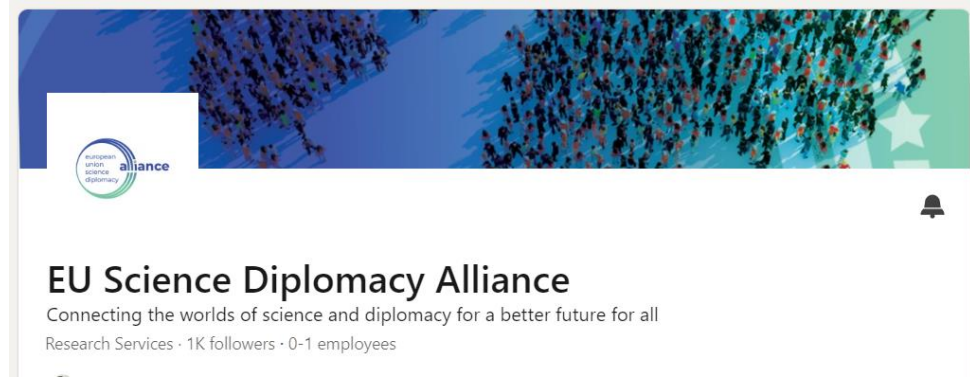 european
union
science
diplomacy
alliance
EU Science Diplomacy Alliance
Connecting the worlds of science and diplomacy for a better future for all
Research Services · 1K followers · 0-1 employees